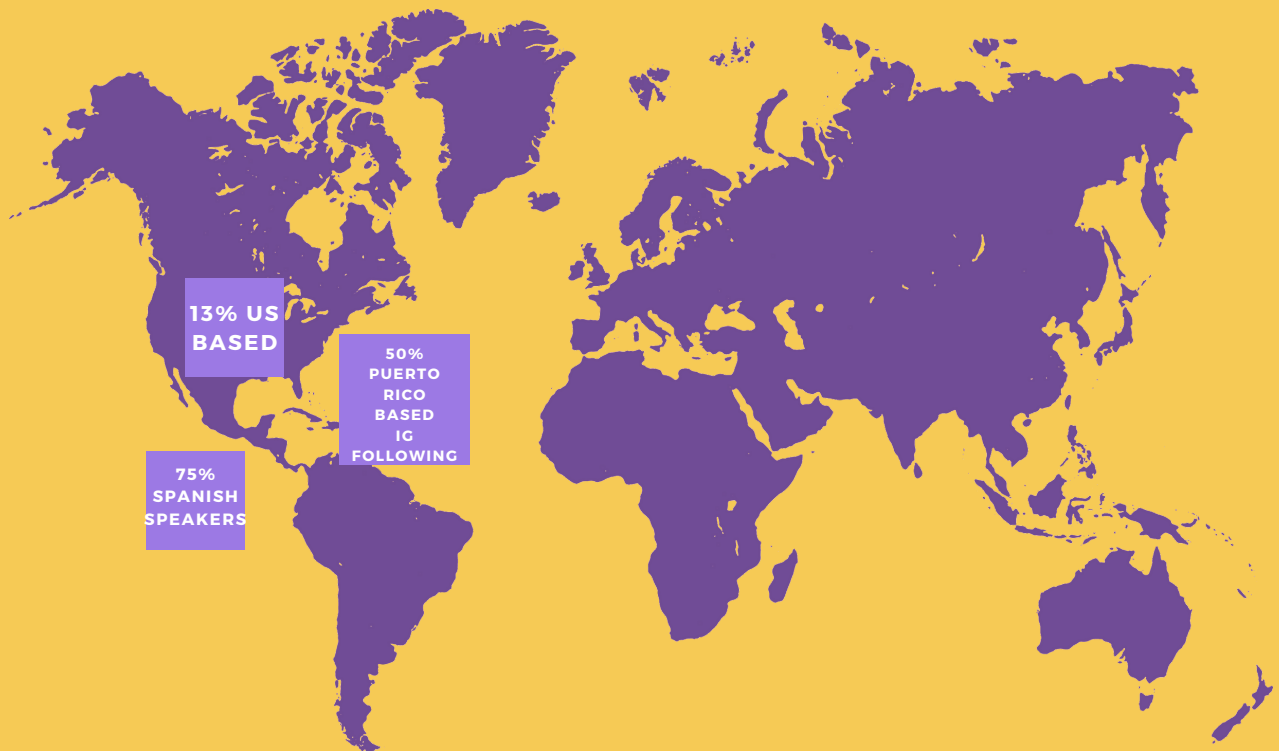 13% US
BASED
50%
PUERTO
RICO
BASED
IG
FOLLOWING
75%
SPANISH
SPEAKERS